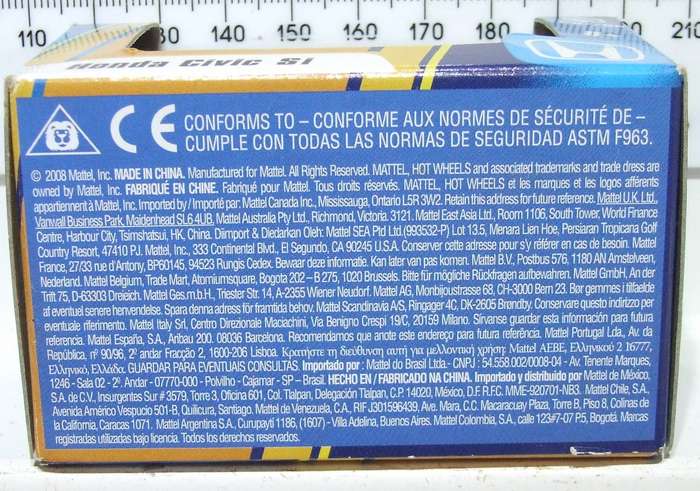 110 130 140 150 160 170 180 190 200 210
Honda Civic Si
CE CONFORMS TO – CONFORME AUX NORMES DE SÉCURITÉ DE –
CUMPLE CON TODAS LAS NORMAS DE SEGURIDAD ASTM F963.
© 2008 Mattel, Inc. MADE IN CHINA. Manufactured for Mattel. All Rights Reserved. MATTEL, HOT WHEELS and associated trademarks and trade dress are
owned by Mattel, Inc. FABRIQUÉ EN CHINE. Fabriqué pour Mattel. Tous droits réservés. MATTEL, HOT WHEELS et les marques et les logos afférents
appartiennent à Mattel, Inc. Imported by / Importé par: Mattel Canada Inc., Mississauga, Ontario L5R 3W2. Retain this address for future reference. Mattel U.K. Ltd.,
Vanwall Business Park, Maidenhead SL6 4UB. Mattel Australia Pty Ltd., Richmond, Victoria. 3121. Mattel East Asia Ltd., Room 1106, South Tower, World Finance
Centre, Harbour City, Tsimshatsui, HK, China. Diimport & Diedarkan Oleh: Mattel SEA Ptd Ltd.(993532-P) Lot 13.5, Menara Lien Hoe, Persiaran Tropicana Golf
Country Resort, 47410 PJ. Mattel, Inc., 333 Continental Blvd., El Segundo, CA 90245 U.S.A. Conserver cette adresse pour s'y référer en cas de besoin. Mattel
France, 27/33 rue d'Antony, BP60145, 94523 Rungis Cedex. Bewaar deze informatie. Kan later van pas komen. Mattel B.V., Postbus 576, 1180 AN Amstelveen,
Nederland. Mattel Belgium, Trade Mart, Atomiumsquare, Bogota 202 – B 275, 1020 Brussels. Bitte für mögliche Rückfragen aufbewahren. Mattel GmbH, An der
Trift 75, D-63303 Dreieich. Mattel Ges.m.b.H., Triester Str. 14, A-2355 Wiener Neudorf. Mattel AG, Monbijoustrasse 68, CH-3000 Bern 23. Bør gemmes i tilfælde
af eventuel senere henvendelse. Spara denna adress för framtida behov. Mattel Scandinavia A/S, Ringager 4C, DK-2605 Brøndby. Conservare questo indirizzo per
eventuale riferimento. Mattel Italy Srl, Centro Direzionale Maciachini, Via Benigno Crespi 19/C, 20159 Milano. Sírvanse guardar esta información para futura
referencia. Mattel España, S.A., Aribau 200. 08036 Barcelona. Recomendamos que anote este endereço para futura referência. Mattel Portugal Lda., Av. da
República, nº 90/96, 2º andar Fracção 2, 1600-206 Lisboa. Κρατήστε τη διεύθυνση αυτή για μελλοντική χρήση: Mattel AEBE, Ελληνικού 2 16777,
Ελληνικό, Ελλάδα. GUARDAR PARA EVENTUAIS CONSULTAS. Importado por : Mattel do Brasil Ltda.- CNPJ : 54.558.002/0008-04 - Av. Tenente Marques,
1246 - Sala 02 - 2º. Andar - 07770-000 - Polvilho - Cajamar - SP – Brasil. HECHO EN / FABRICADO NA CHINA. Importado y distribuido por Mattel de México,
S.A. de C.V., Insurgentes Sur # 3579, Torre 3, Oficina 601, Col. Tlalpan, Delegación Tlalpan, C.P. 14020, México, D.F. R.F.C. MME-920701-NB3. Mattel Chile, S.A.,
Avenida Américo Vespucio 501-B, Quilicura, Santiago. Mattel de Venezuela, C.A., RIF J301596439, Ave. Mara, C.C. Macaracuay Plaza, Torre B, Piso 8, Colinas de
la California, Caracas 1071. Mattel Argentina S.A., Curupaytí 1186, (1607) – Villa Adelina, Buenos Aires. Mattel Colombia, S.A., calle 123#7-07 P.5, Bogotá. Marcas
registradas utilizadas bajo licencia. Todos los derechos reservados.